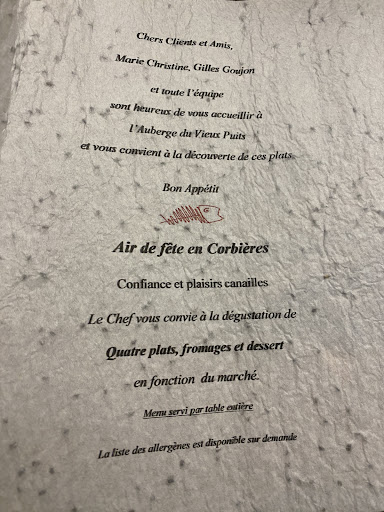 Chers Clients et Amis,
Marie Christine, Gilles Goujon
et toute l'équipe
sont heureux de vous accueillir à
l'Auberge du Vieux Puits
et vous convient à la découverte de ces plats.
Bon Appétit
Air de fête en Corbières
Confiance et plaisirs canailles
Le Chef vous convie à la dégustation de
Quatre plats, fromages et dessert
en fonction du marché.
Menu servi par table entière
La liste des allergènes est disponible sur demande